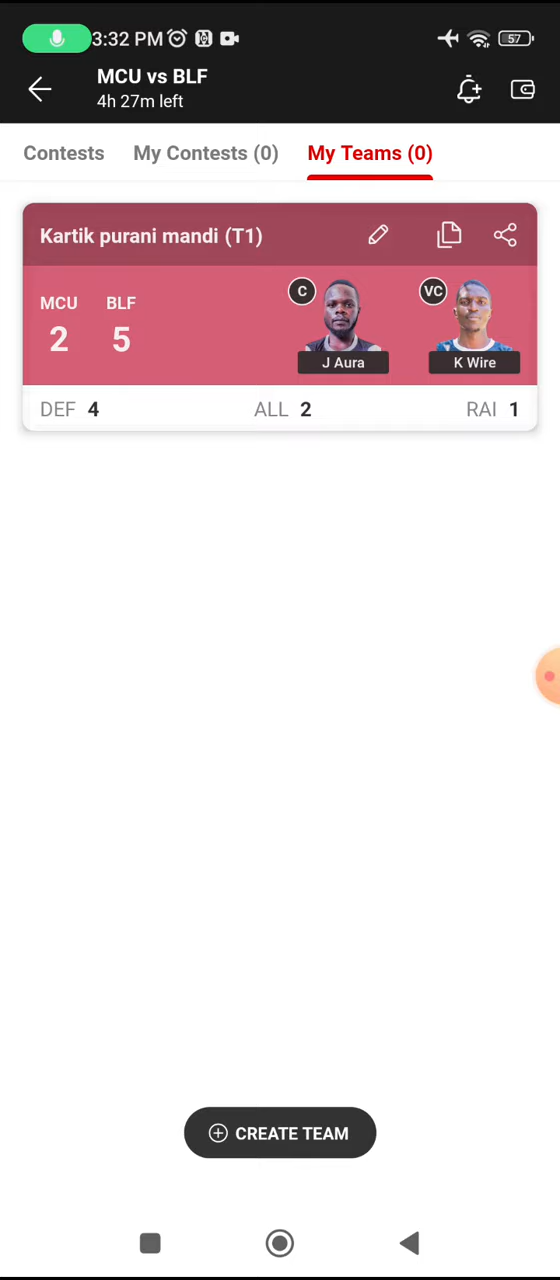 3:32 PM 57
MCU vs BLF
4h 27m left
Contests My Contests (0) My Teams (0)
Kartik purani mandi (T1)
C VC
MCU BLF
2 5
J Aura K Wire
DEF 4 ALL 2 RAI 1
CREATE TEAM